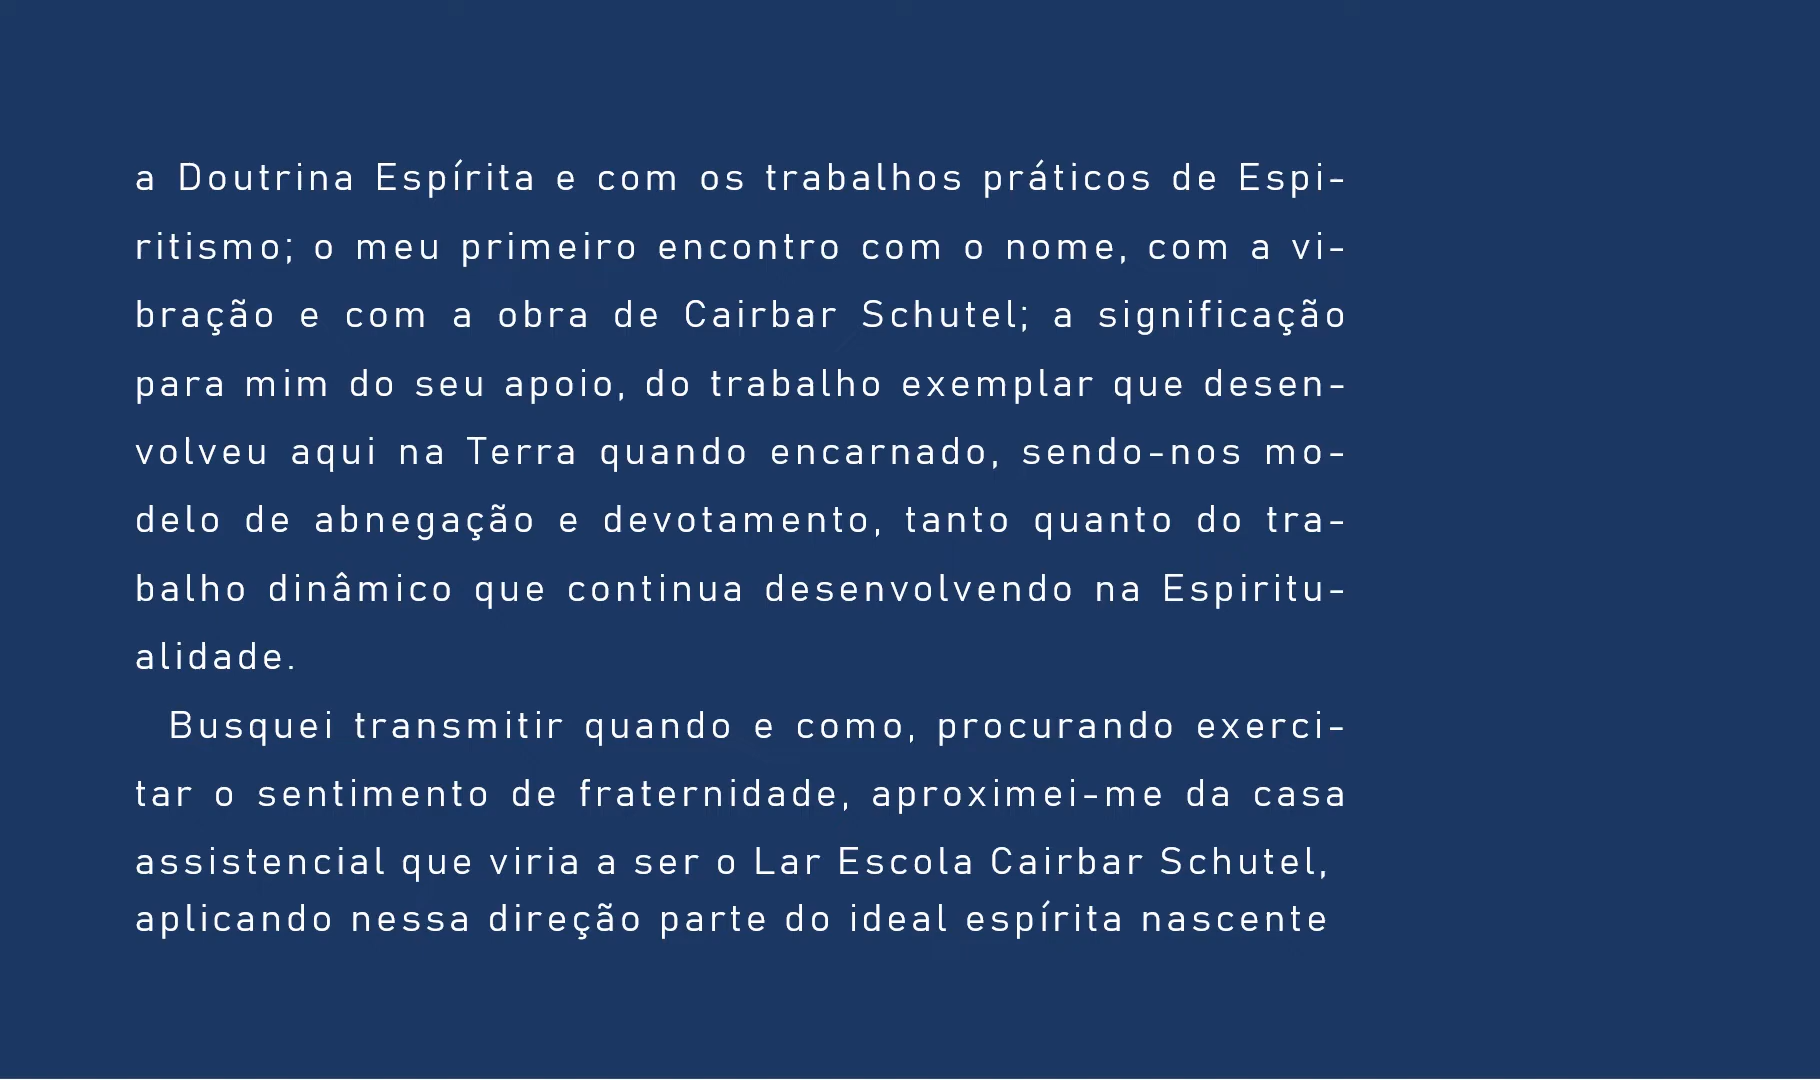 a Doutrina Espírita e com os trabalhos práticos de Espi-
ritismo; o meu primeiro encontro com o nome, com a vi-
bração e com a obra de Cairbar Schutel; a significação
para mim do seu apoio, do trabalho exemplar que desen-
volveu aqui na Terra quando encarnado, sendo-nos mo-
delo de abnegação e devotamento, tanto quanto do tra-
balho dinâmico que continua desenvolvendo na Espiritu-
alidade.
Busquei transmitir quando e como, procurando exerci-
tar o sentimento de fraternidade, aproximei-me da casa
assistencial que viria a ser o Lar Escola Cairbar Schutel,
aplicando nessa direção parte do ideal espírita nascente